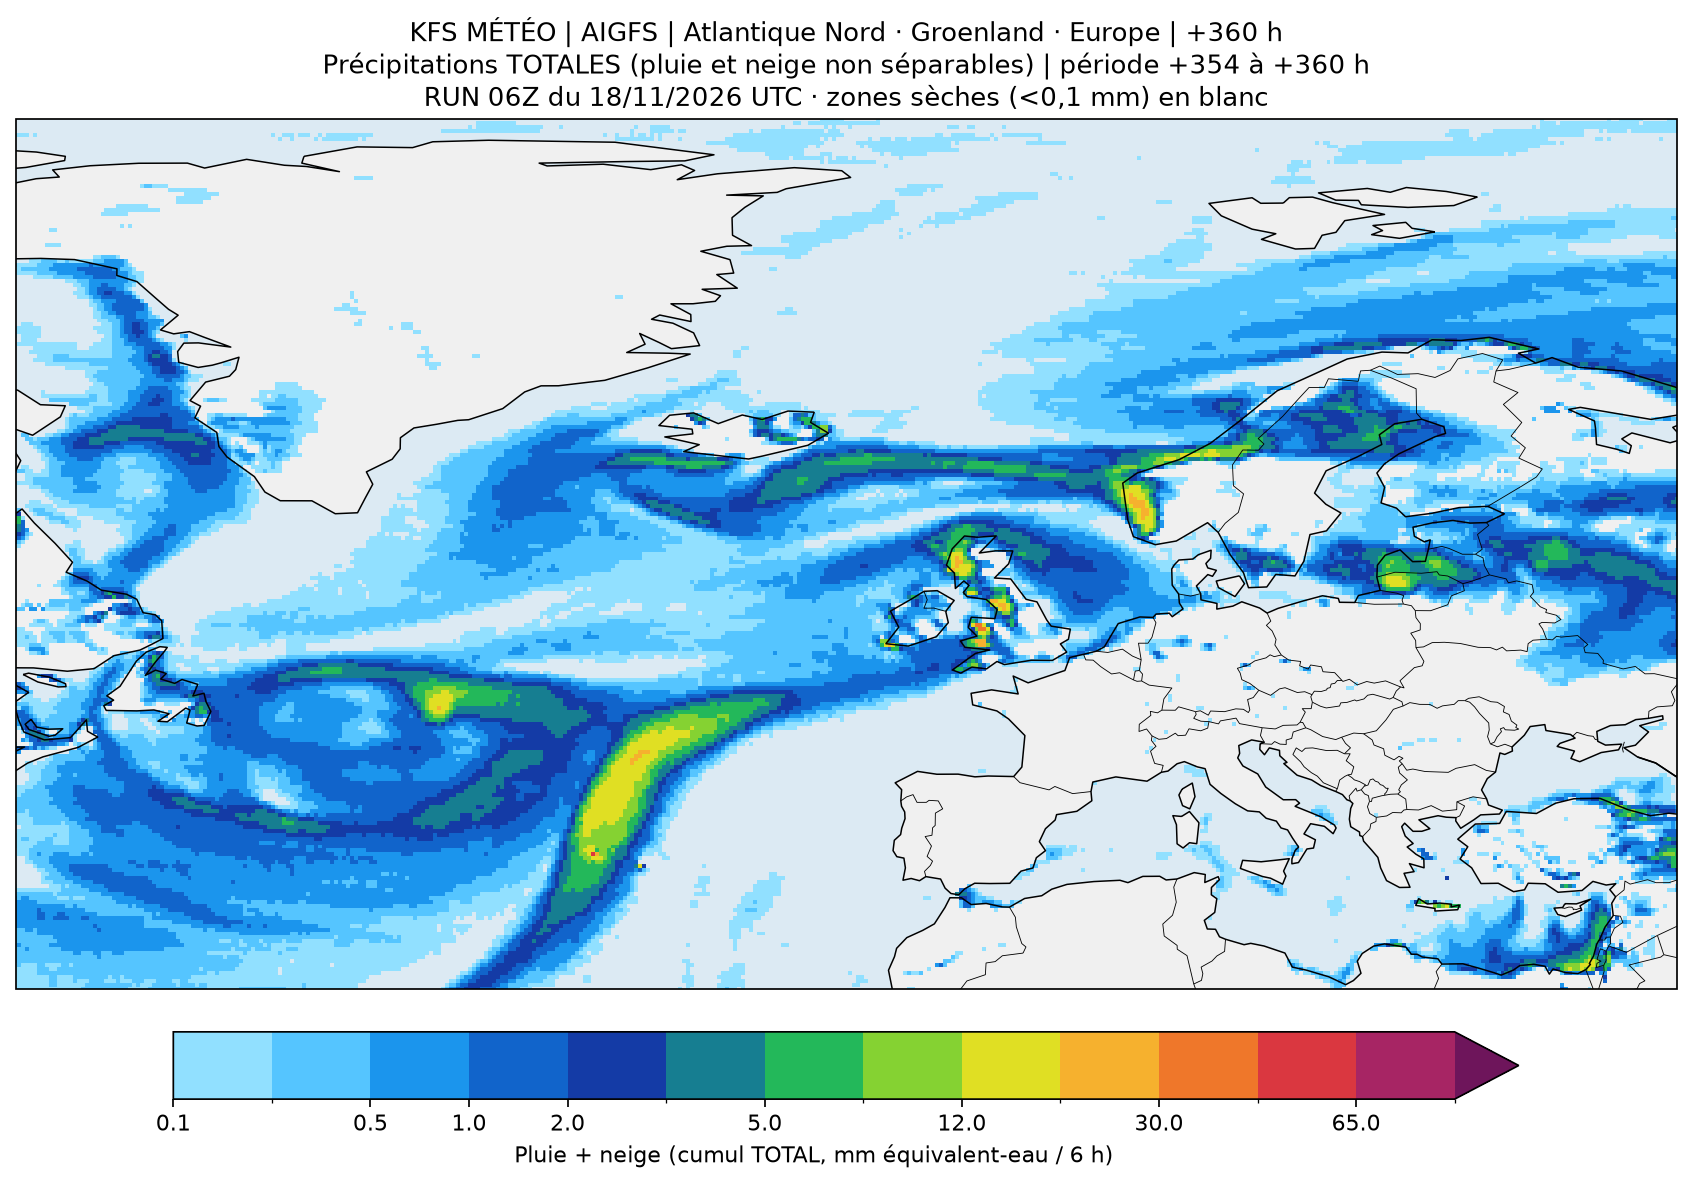 KFS MÉTÉO | AIGFS | Atlantique Nord · Groenland · Europe | +360 h
Précipitations TOTALES (pluie et neige non séparables) | période +354 à +360 h
RUN 06Z du 18/11/2026 UTC · zones sèches (<0,1 mm) en blanc
0.1 0.5 1.0 2.0 5.0 12.0 30.0 65.0
Pluie + neige (cumul TOTAL, mm équivalent-eau / 6 h)